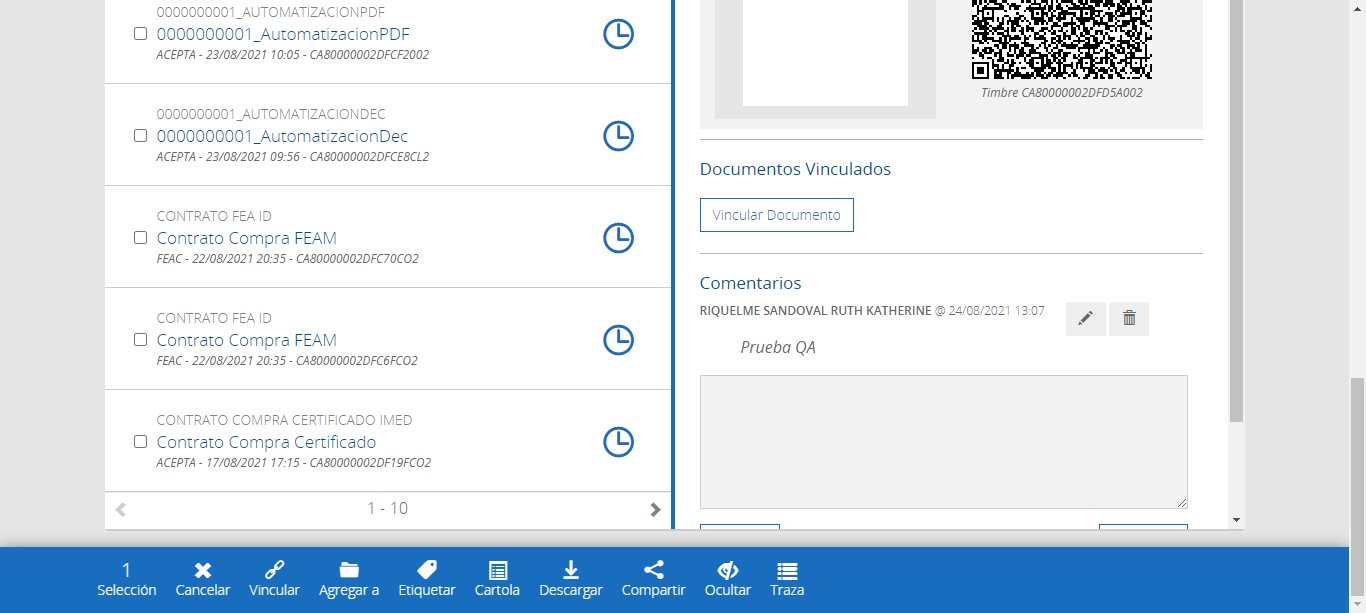 0000000001_AUTOMATIZACIONPDF
0000000001_AutomatizacionPDF
ACEPTA - 23/08/2021 10:05 - CA80000002DFCF2002
0000000001_AUTOMATIZACIONDEC
0000000001_AutomatizacionDec
ACEPTA - 23/08/2021 09:56 - CA80000002DFCE8CL2
CONTRATO FEA ID
Contrato Compra FEAM
FEAC - 22/08/2021 20:35 - CA80000002DFC70CO2
CONTRATO FEA ID
Contrato Compra FEAM
FEAC - 22/08/2021 20:35 - CA80000002DFC6FCO2
CONTRATO COMPRA CERTIFICADO IMED
Contrato Compra Certificado
ACEPTA - 17/08/2021 17:15 - CA80000002DF19FCO2
1 - 10
Timbre CA80000002DFD5A002
Documentos Vinculados
Vincular Documento
Comentarios
RIQUELME SANDOVAL RUTH KATHERINE @ 24/08/2021 13:07
Prueba QA
1
Selección Cancelar Vincular Agregar a Etiquetar Cartola Descargar Compartir Ocultar Traza